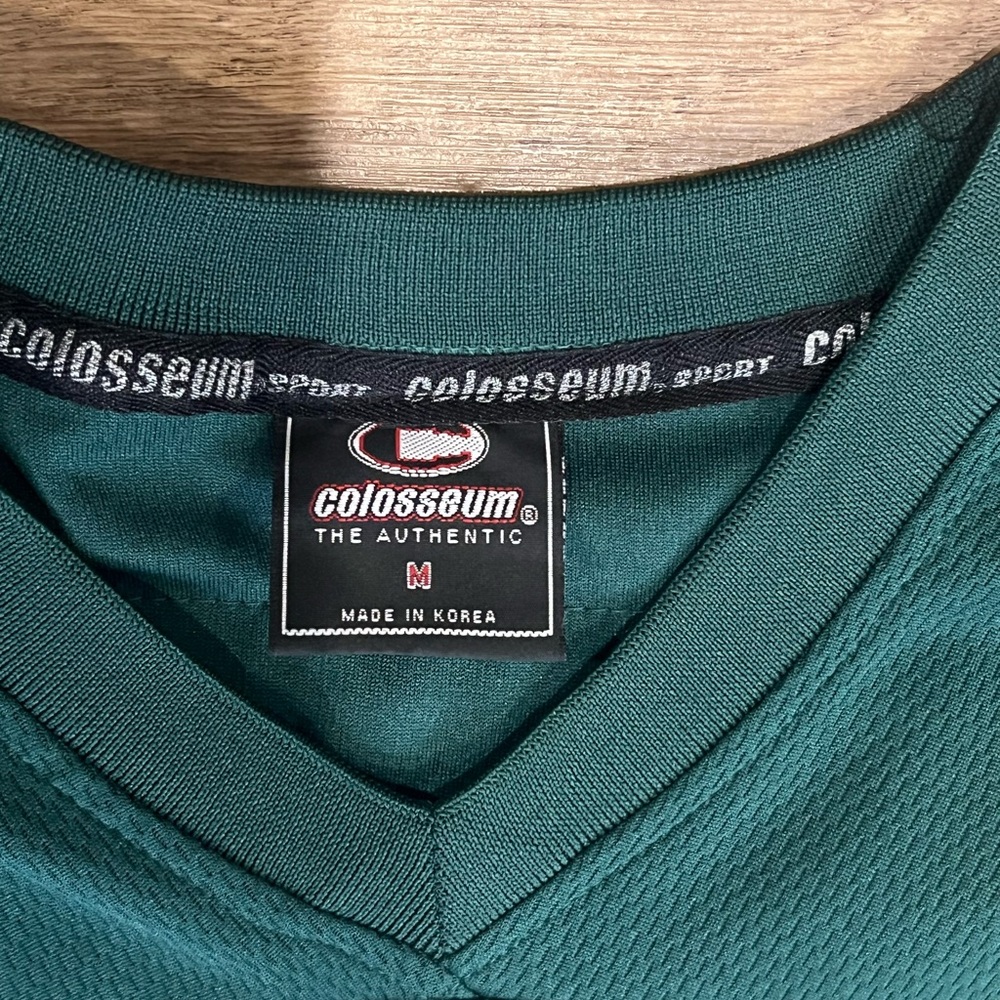 colosseum SPORT colosseum SPORT co
colosseum®
THE AUTHENTIC
M
MADE IN KOREA